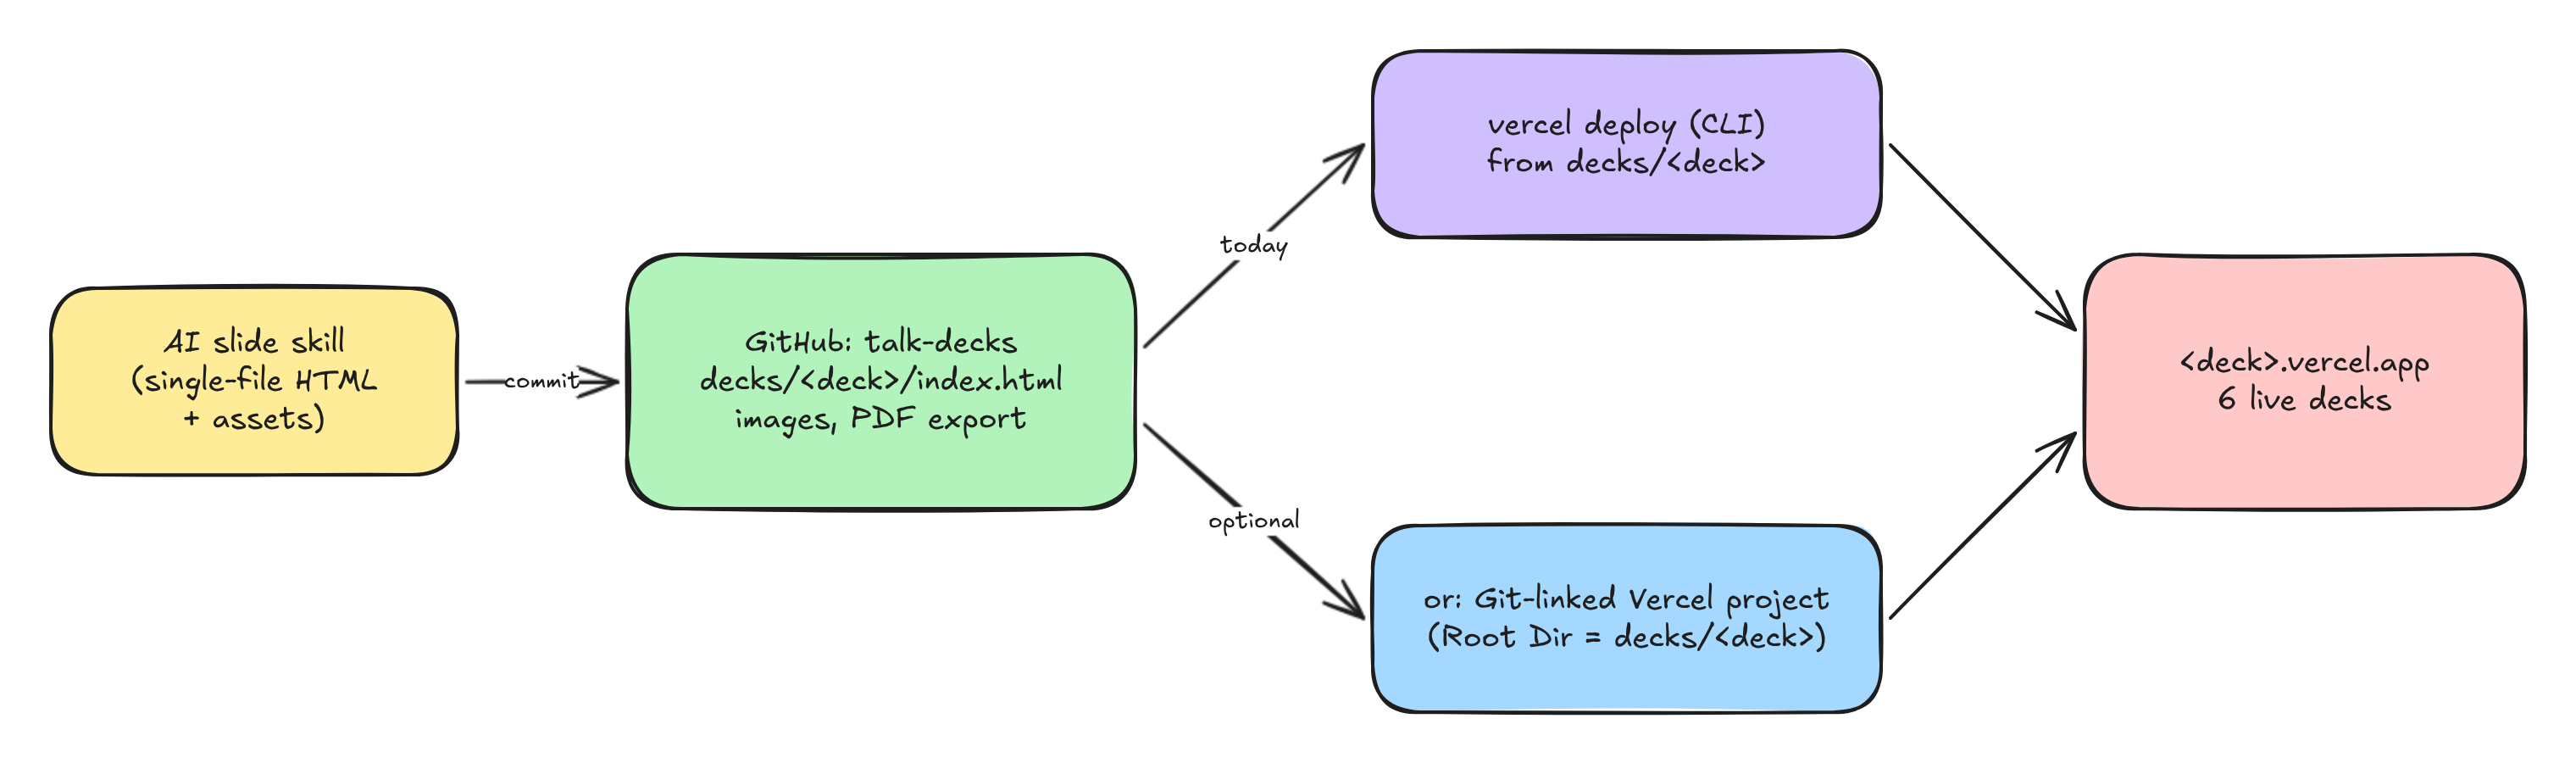 AI slide skill
(single-file HTML
+ assets)
commit
GitHub: talk-decks
decks/<deck>/index.html
images, PDF export
today
optional
vercel deploy (CLI)
from decks/<deck>
or: Git-linked Vercel project
(Root Dir = decks/<deck>)
<deck>.vercel.app
6 live decks